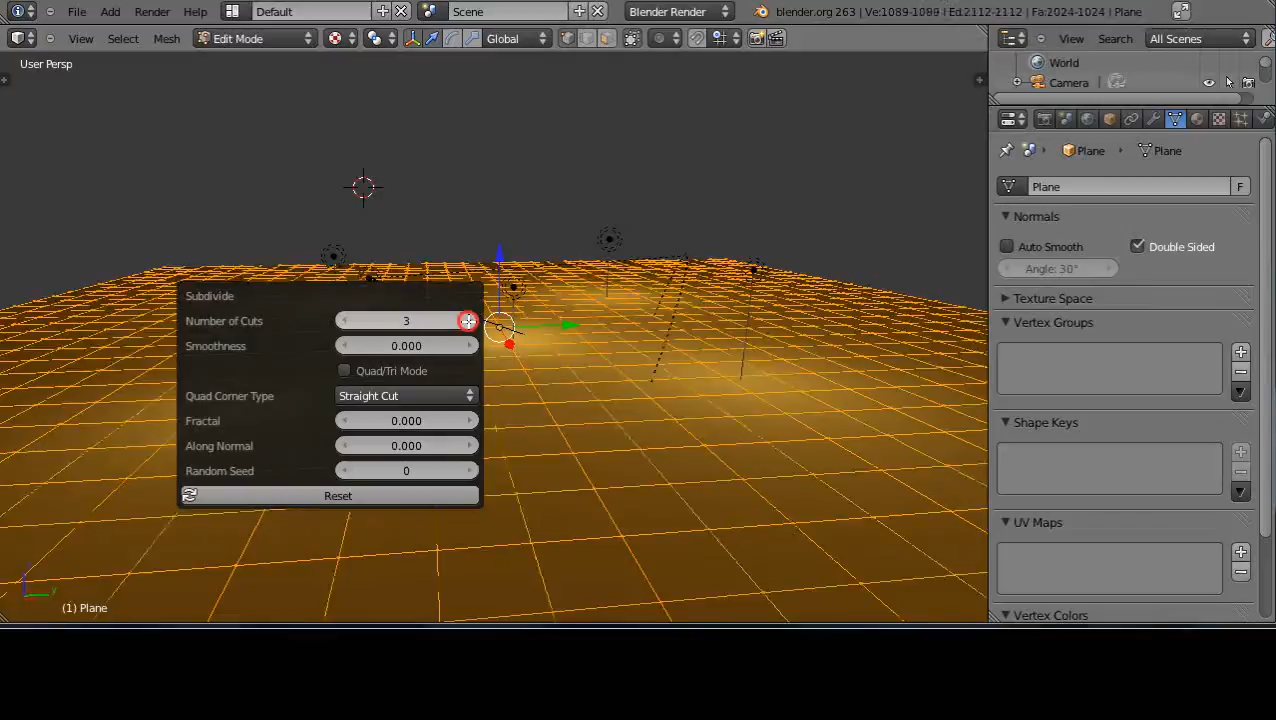 File Add Render Help Default Scene Blender Render blender.org 263 | Ve:1089-1089 | Ed:2112-2112 | Fa:2024-1024 | Plane
View Select Mesh Edit Mode Global View Search All Scenes
User Persp
World
Camera
Plane Plane
Plane F
Normals
Auto Smooth Double Sided
Angle: 30°
Texture Space
Vertex Groups
Shape Keys
UV Maps
Vertex Colors
Subdivide
Number of Cuts 3
Smoothness 0.000
Quad/Tri Mode
Quad Corner Type Straight Cut
Fractal 0.000
Along Normal 0.000
Random Seed 0
Reset
y
(1) Plane